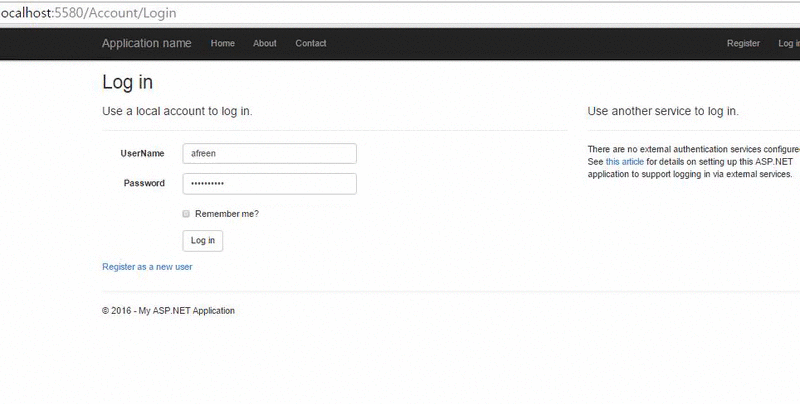 ocalhost:5580/Account/Login
Application name Home About Contact Register Log i
Log in
Use a local account to log in.
UserName afreen
Password ••••••••••
Remember me?
Log in
Register as a new user
Use another service to log in.
There are no external authentication services configure
See this article for details on setting up this ASP.NET
application to support logging in via external services.
© 2016 - My ASP.NET Application